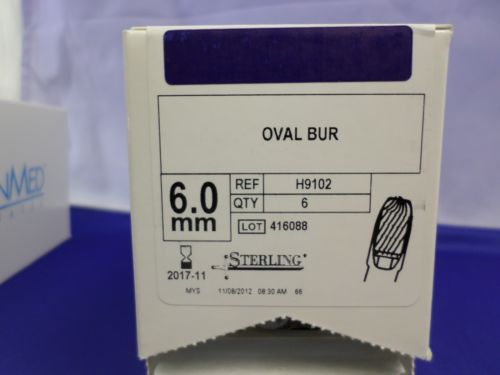 OVAL BUR
6.0
mm
REF H9102
QTY 6
LOT 416088
2017-11
STERLING
MYS 11/08/2012 08:30 AM 66